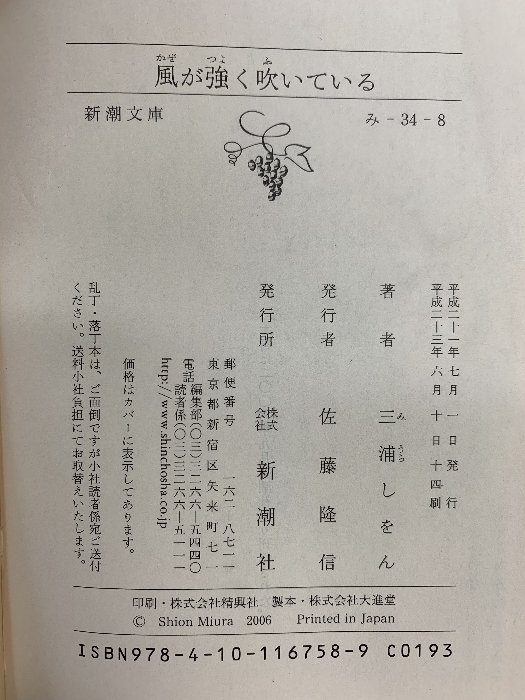 風が強く吹いている
新潮文庫
み-34-8
平成二十一年七月一日発行
平成二十三年六月十日十四刷
著者 三浦しをん
発行者 佐藤隆信
発行所 株式会社 新潮社
郵便番号 一六二-八七一一
東京都新宿区矢来町七一
電話 編集部(〇三)三二六六-五四四〇
読者係(〇三)三二六六-五一一一
http://www.shinchosha.co.jp
価格はカバーに表示してあります。
乱丁・落丁本は、ご面倒ですが小社読者係宛ご送付
ください。送料小社負担にてお取替えいたします。
印刷・株式会社精興社 製本・株式会社大進堂
© Shion Miura 2006 Printed in Japan
ISBN978-4-10-116758-9 C0193